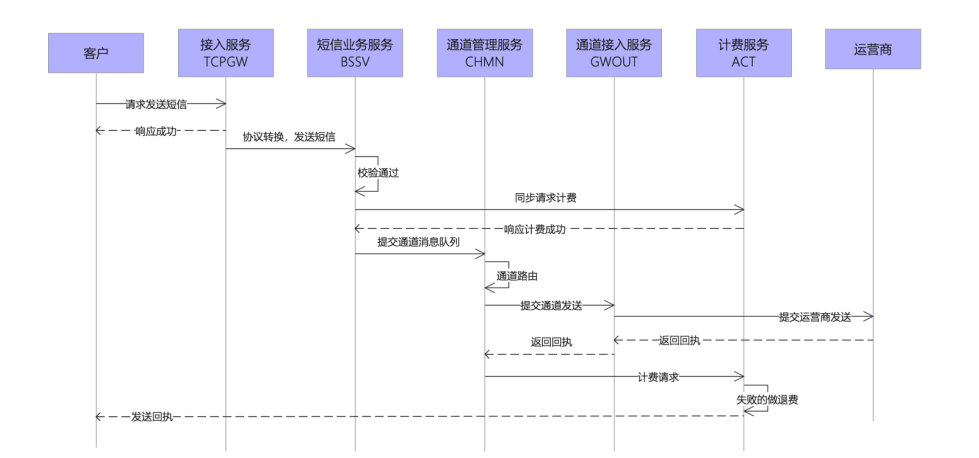 客户
接入服务
TCPGW
短信业务服务
BSSV
通道管理服务
CHMN
通道接入服务
GWOUT
计费服务
ACT
运营商
请求发送短信
响应成功
协议转换，发送短信
校验通过
同步请求计费
响应计费成功
提交通道消息队列
通道路由
提交通道发送
提交运营商发送
返回回执
返回回执
计费请求
失败的做退费
发送回执